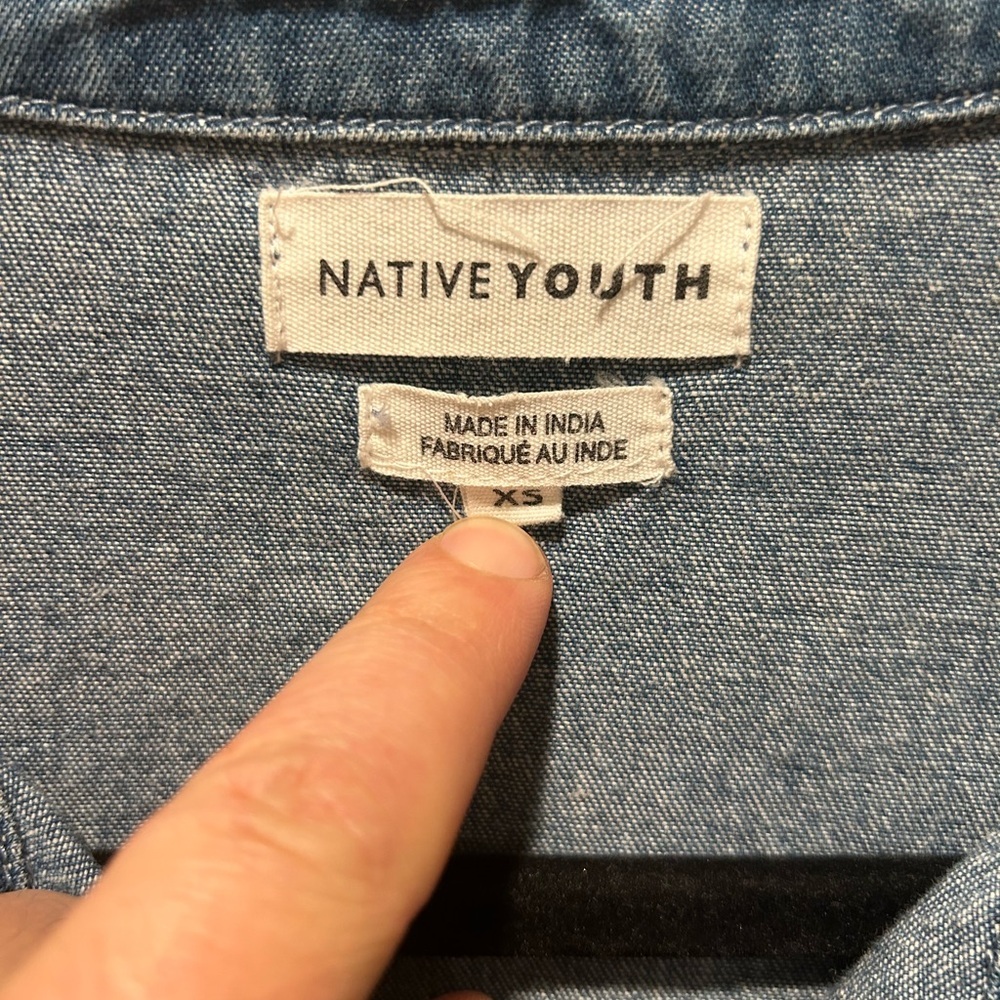 NATIVE YOUTH
MADE IN INDIA
FABRIQUÉ AU INDE
XS